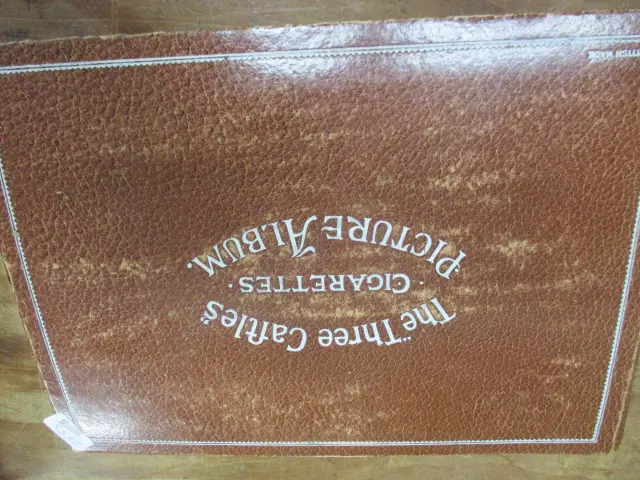 The "Three Caſtles"
· CIGARETTES ·
PICTURE ALBUM.